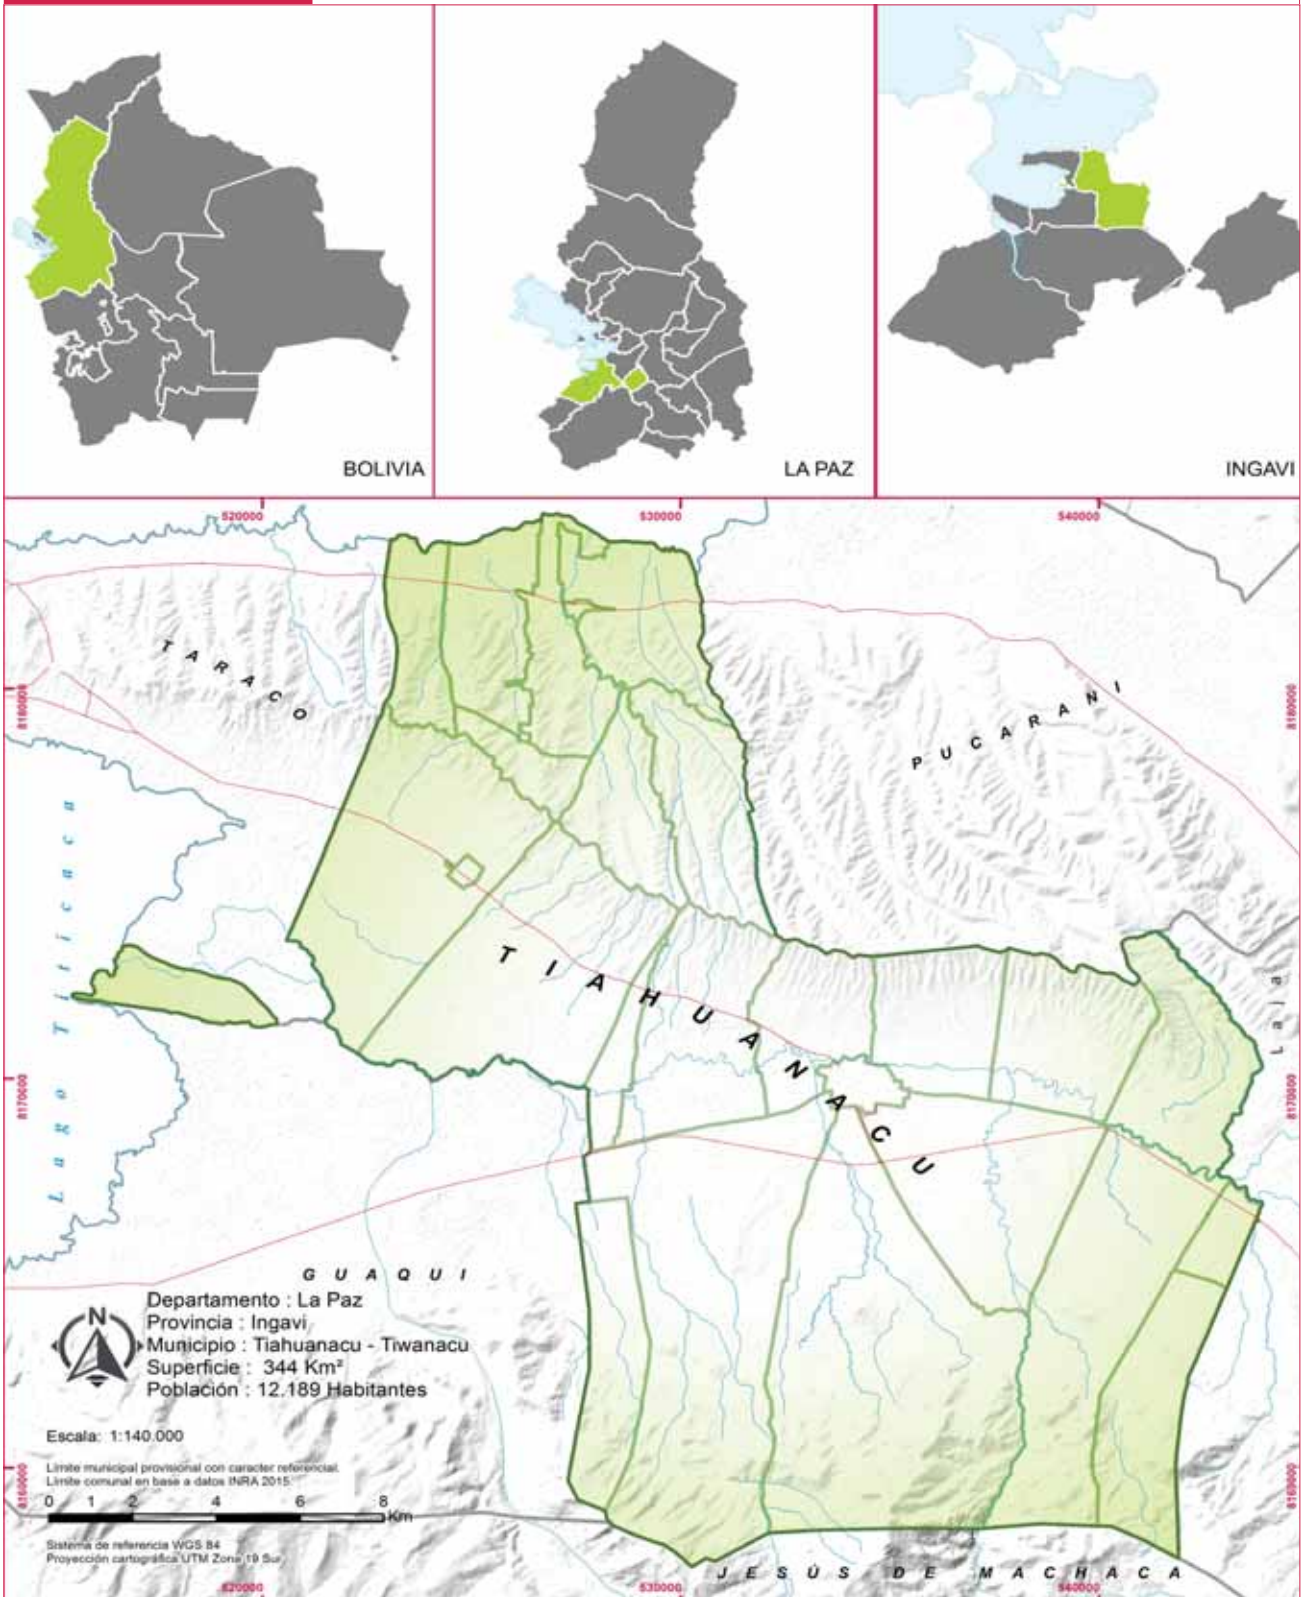 BOLIVIA
LA PAZ
INGAVI
520000
530000
540000
TARACO
PUCARANI
8180000
8180000
Lago Titicaca
TIAHUANACU
Laja
8170000
8170000
GUAQUI
N
Departamento : La Paz
Provincia : Ingavi
Municipio : Tiahuanacu - Tiwanacu
Superficie : 344 Km²
Población : 12.189 Habitantes
Escala: 1:140.000
Límite municipal provisional con caracter referencial.
Límite comunal en base a datos INRA 2015.
0 1 2 4 6 8
Km
8160000
8160000
Sistema de referencia WGS 84
Proyección cartográfica UTM Zona 19 Sur
JESÚS DE MACHACA
520000
530000
540000